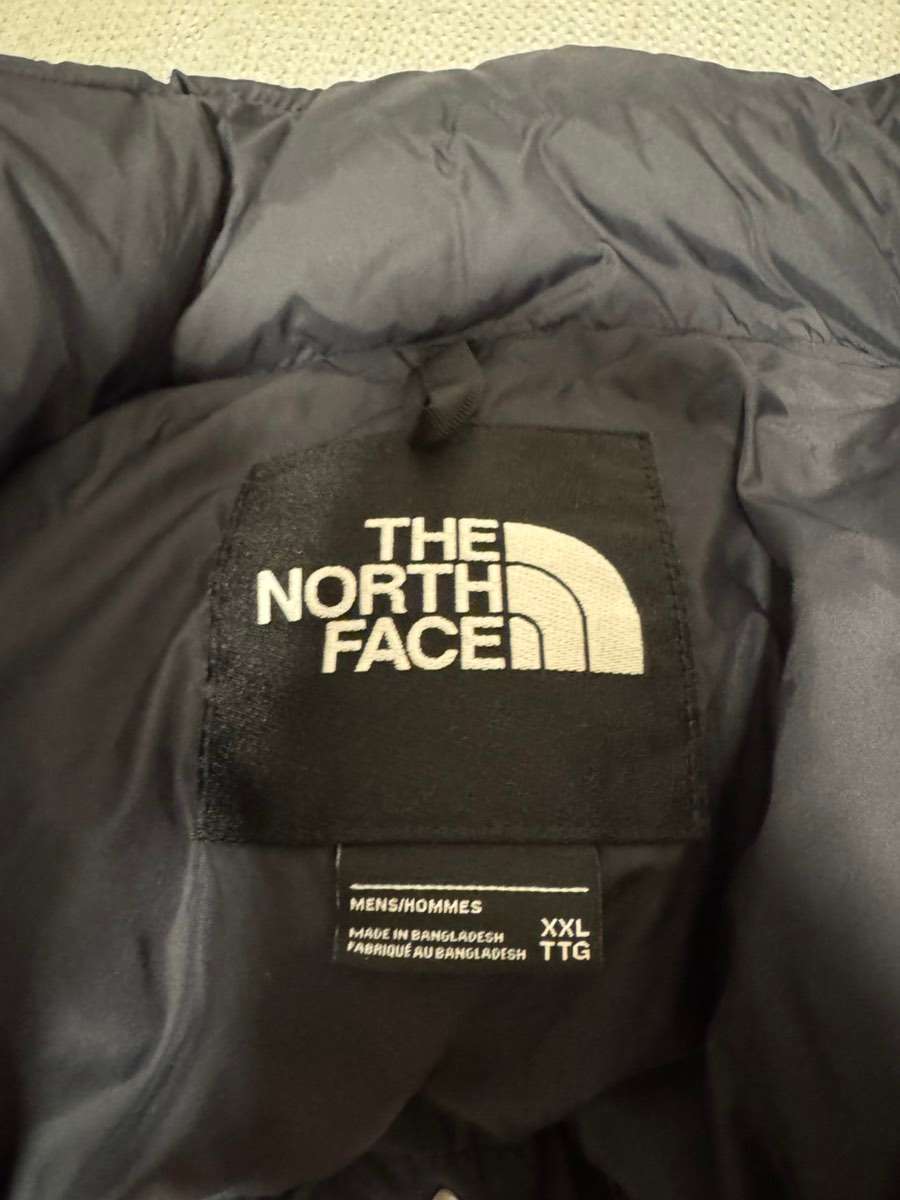 THE
NORTH
FACE
MENS/HOMMES
MADE IN BANGLADESH
FABRIQUÉ AU BANGLADESH
XXL
TTG